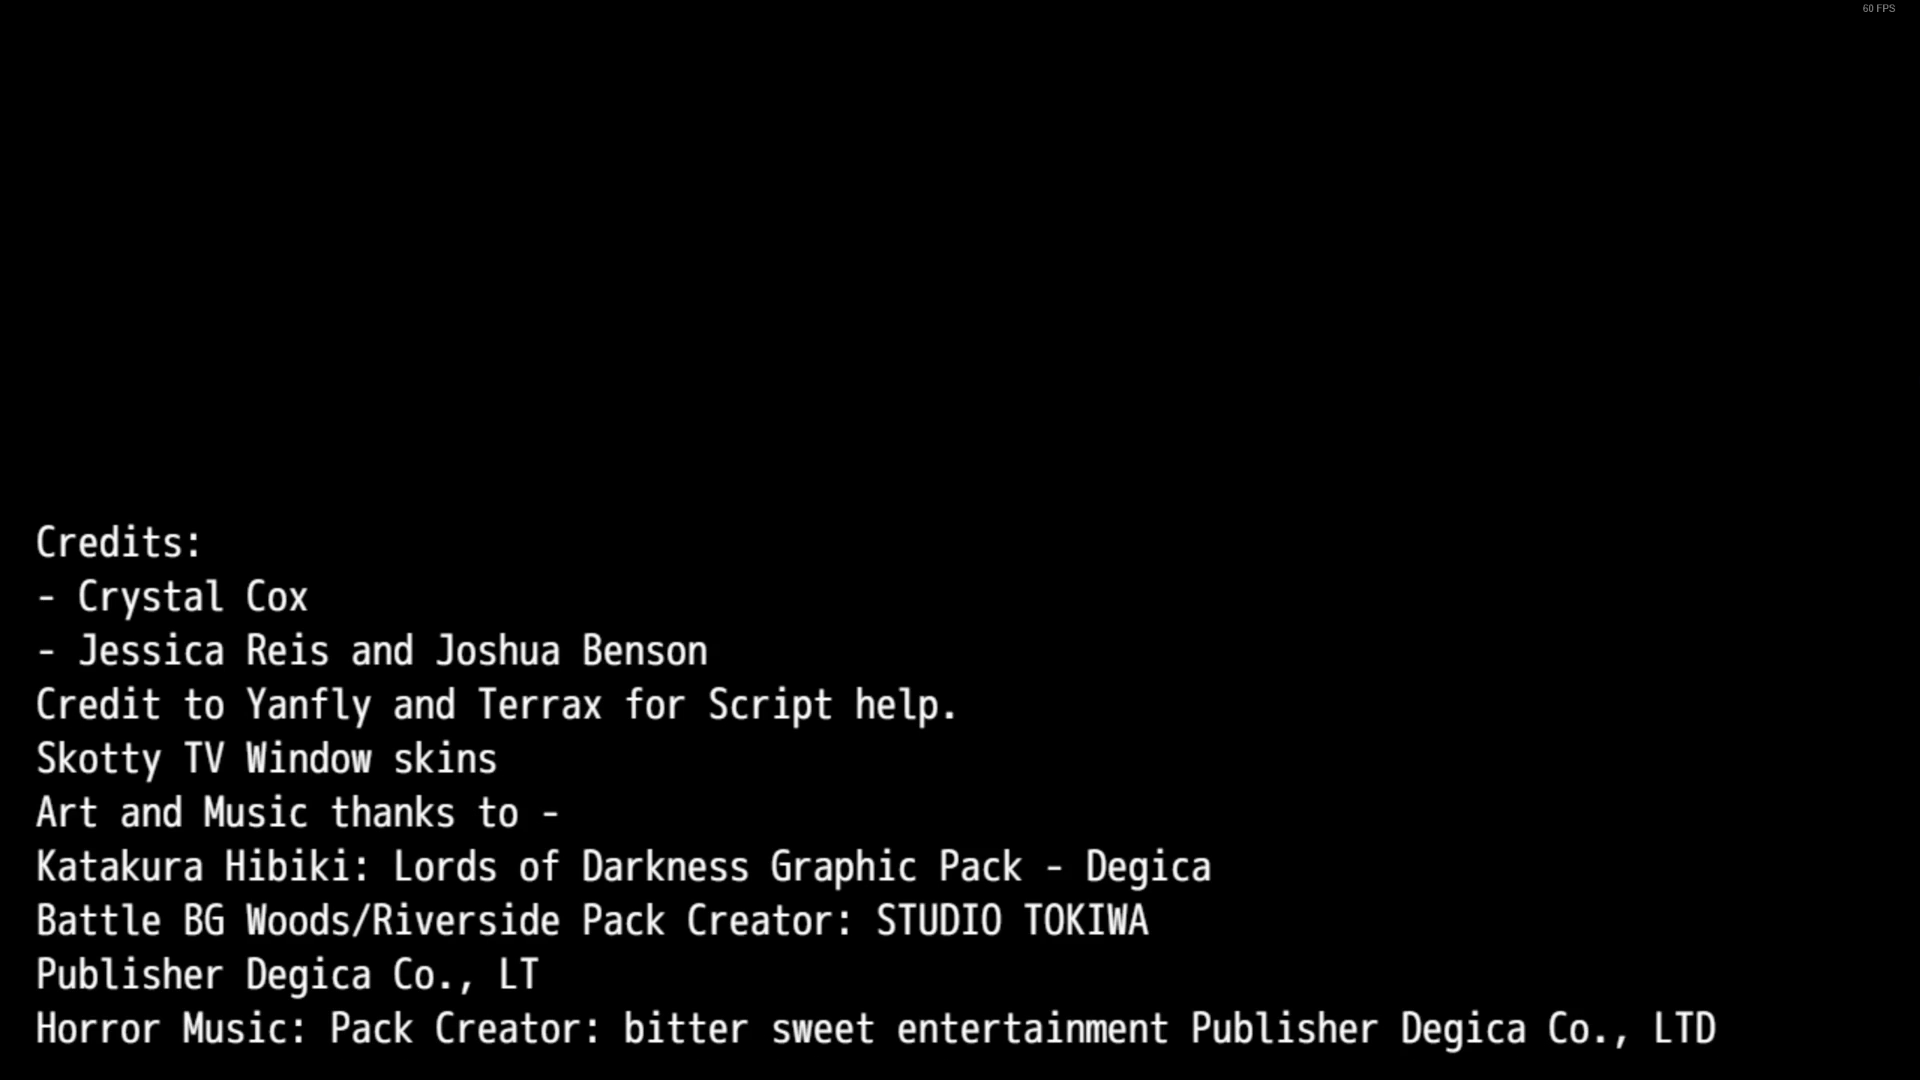 60 FPS
Credits:
- Crystal Cox
- Jessica Reis and Joshua Benson
Credit to Yanfly and Terrax for Script help.
Skotty TV Window skins
Art and Music thanks to -
Katakura Hibiki: Lords of Darkness Graphic Pack - Degica
Battle BG Woods/Riverside Pack Creator: STUDIO TOKIWA
Publisher Degica Co., LT
Horror Music: Pack Creator: bitter sweet entertainment Publisher Degica Co., LTD